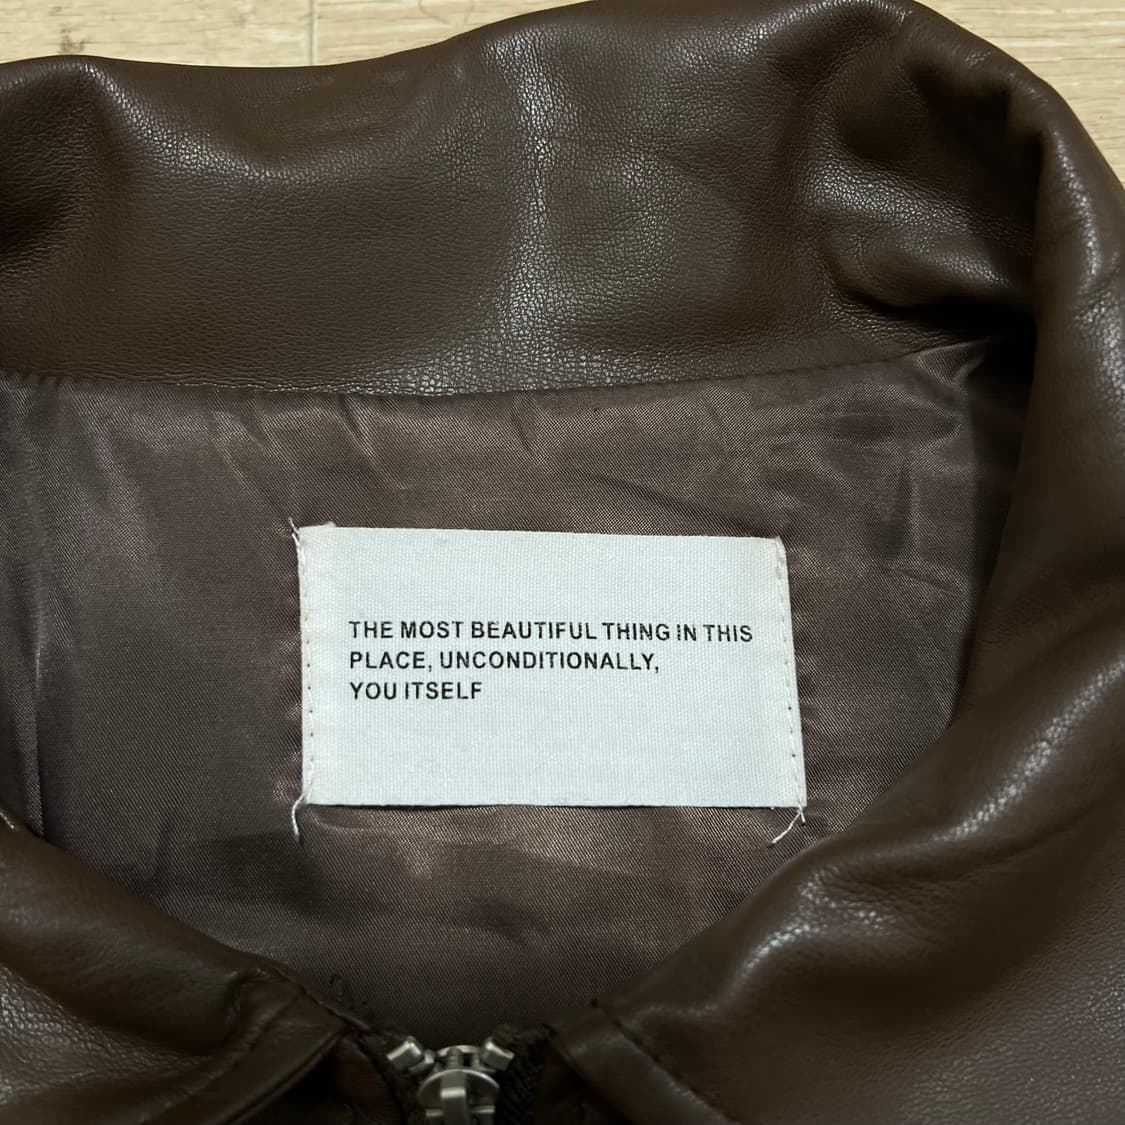 THE MOST BEAUTIFUL THING IN THIS
PLACE, UNCONDITIONALLY,
YOU ITSELF